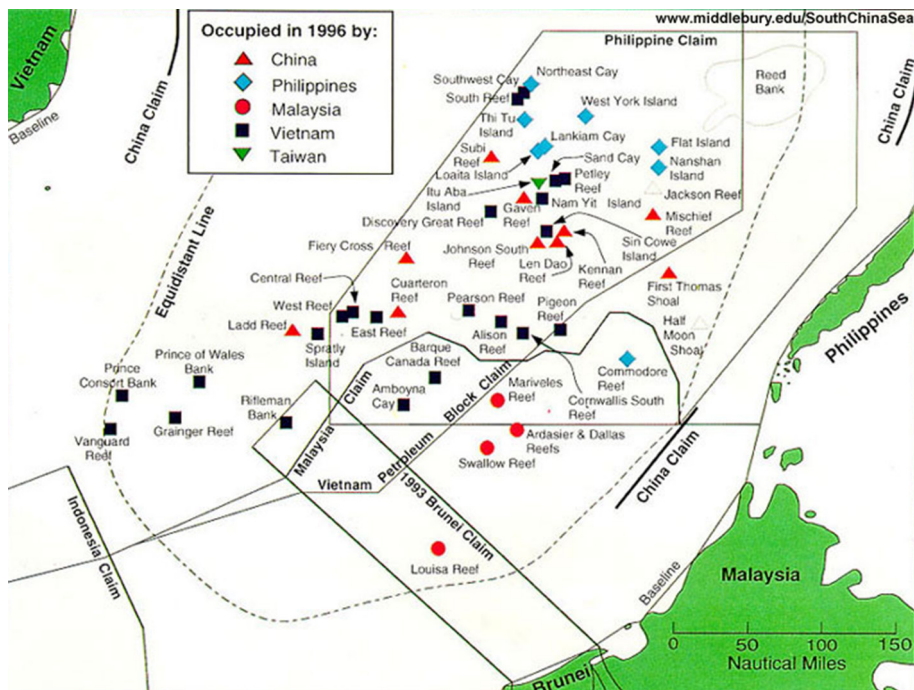 www.middlebury.edu/SouthChinaSea
Vietnam
Baseline
China Claim
Occupied in 1996 by:
China
Philippines
Malaysia
Vietnam
Taiwan
Philippine Claim
Reed
Bank
China Claim
Baseline
Southwest Cay
Northeast Cay
South Reef
West York Island
Thi Tu
Island
Lankiam Cay
Flat Island
Subi
Reef
Sand Cay
Nanshan
Island
Loaita Island
Petley
Reef
Itu Aba
Island
Jackson Reef
Gaven
Reef
Nam Yit Island
Mischief
Reef
Discovery Great Reef
Sin Cowe
Island
Equidistant Line
Fiery Cross Reef
Johnson South
Reef
Len Dao
Reef
Kennan
Reef
First Thomas
Shoal
Central Reef
Cuarteron
Reef
Pearson Reef
Pigeon
Reef
West Reef
Half
Moon
Shoal
Ladd Reef
East Reef
Alison
Reef
Spratly
Island
Philippines
Prince
Consort Bank
Prince of Wales
Bank
Barque
Canada Reef
Commodore
Reef
Mariveles
Reef
Rifleman
Bank
Amboyna
Cay
Cornwallis South
Reef
Vanguard
Reef
Grainger Reef
Malaysia Claim
Ardasier & Dallas
Reefs
Swallow Reef
Vietnam Petrpleum Block Claim
China Claim
1993 Brunei Claim
Indonesia Claim
Louisa Reef
Baseline
Malaysia
0 50 100 150
Nautical Miles
Brunei